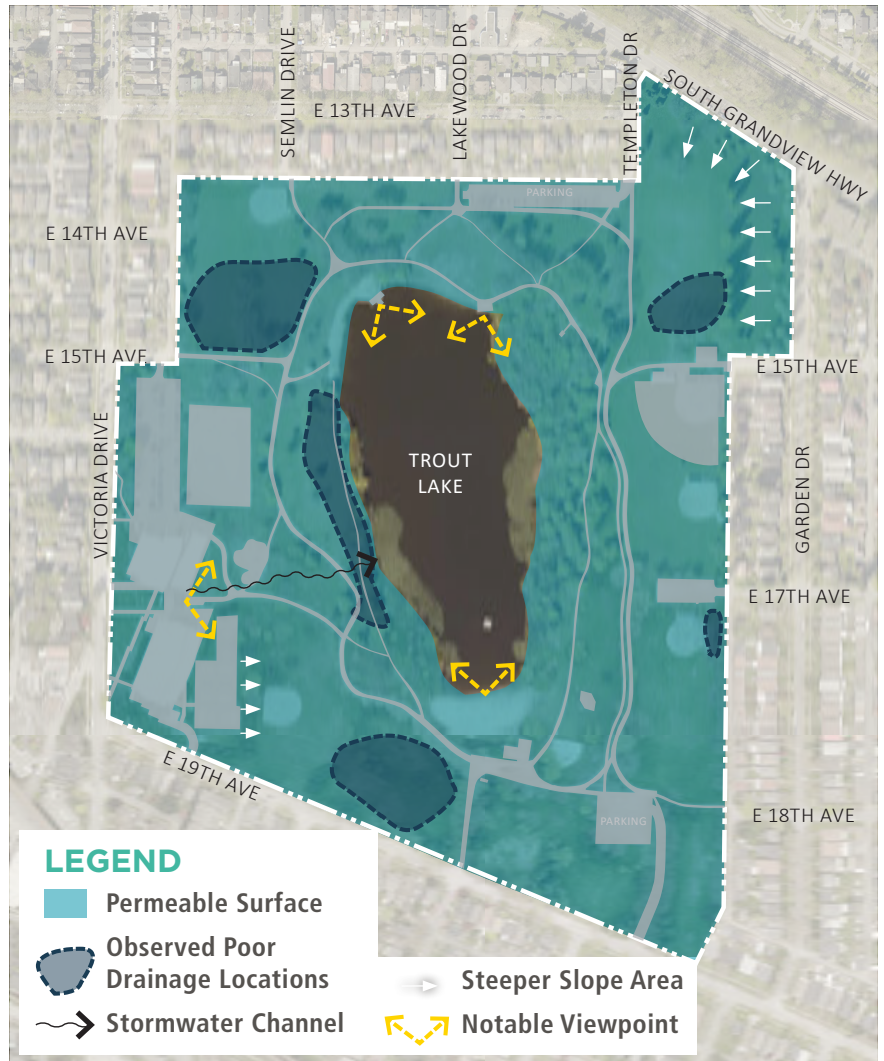 SEMLIN DRIVE
LAKEWOOD DR
TEMPLETON DR
SOUTH GRANDVIEW HWY
E 13TH AVE
PARKING
E 14TH AVE
E 15TH AVE
E 15TH AVE
VICTORIA DRIVE
TROUT
LAKE
GARDEN DR
E 17TH AVE
E 19TH AVE
E 18TH AVE
PARKING
LEGEND
Permeable Surface
Observed Poor
Drainage Locations
Stormwater Channel
Steeper Slope Area
Notable Viewpoint